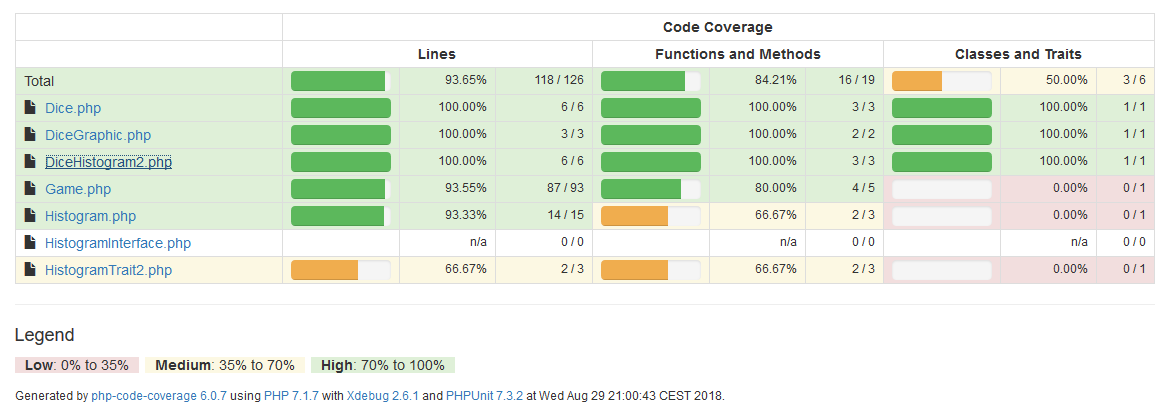 Code Coverage
Lines Functions and Methods Classes and Traits
Total 93.65% 118 / 126 84.21% 16 / 19 50.00% 3 / 6
Dice.php 100.00% 6 / 6 100.00% 3 / 3 100.00% 1 / 1
DiceGraphic.php 100.00% 3 / 3 100.00% 2 / 2 100.00% 1 / 1
DiceHistogram2.php 100.00% 6 / 6 100.00% 3 / 3 100.00% 1 / 1
Game.php 93.55% 87 / 93 80.00% 4 / 5 0.00% 0 / 1
Histogram.php 93.33% 14 / 15 66.67% 2 / 3 0.00% 0 / 1
HistogramInterface.php n/a 0 / 0 n/a 0 / 0 n/a 0 / 0
HistogramTrait2.php 66.67% 2 / 3 66.67% 2 / 3 0.00% 0 / 1
Legend
Low: 0% to 35% Medium: 35% to 70% High: 70% to 100%
Generated by php-code-coverage 6.0.7 using PHP 7.1.7 with Xdebug 2.6.1 and PHPUnit 7.3.2 at Wed Aug 29 21:00:43 CEST 2018.